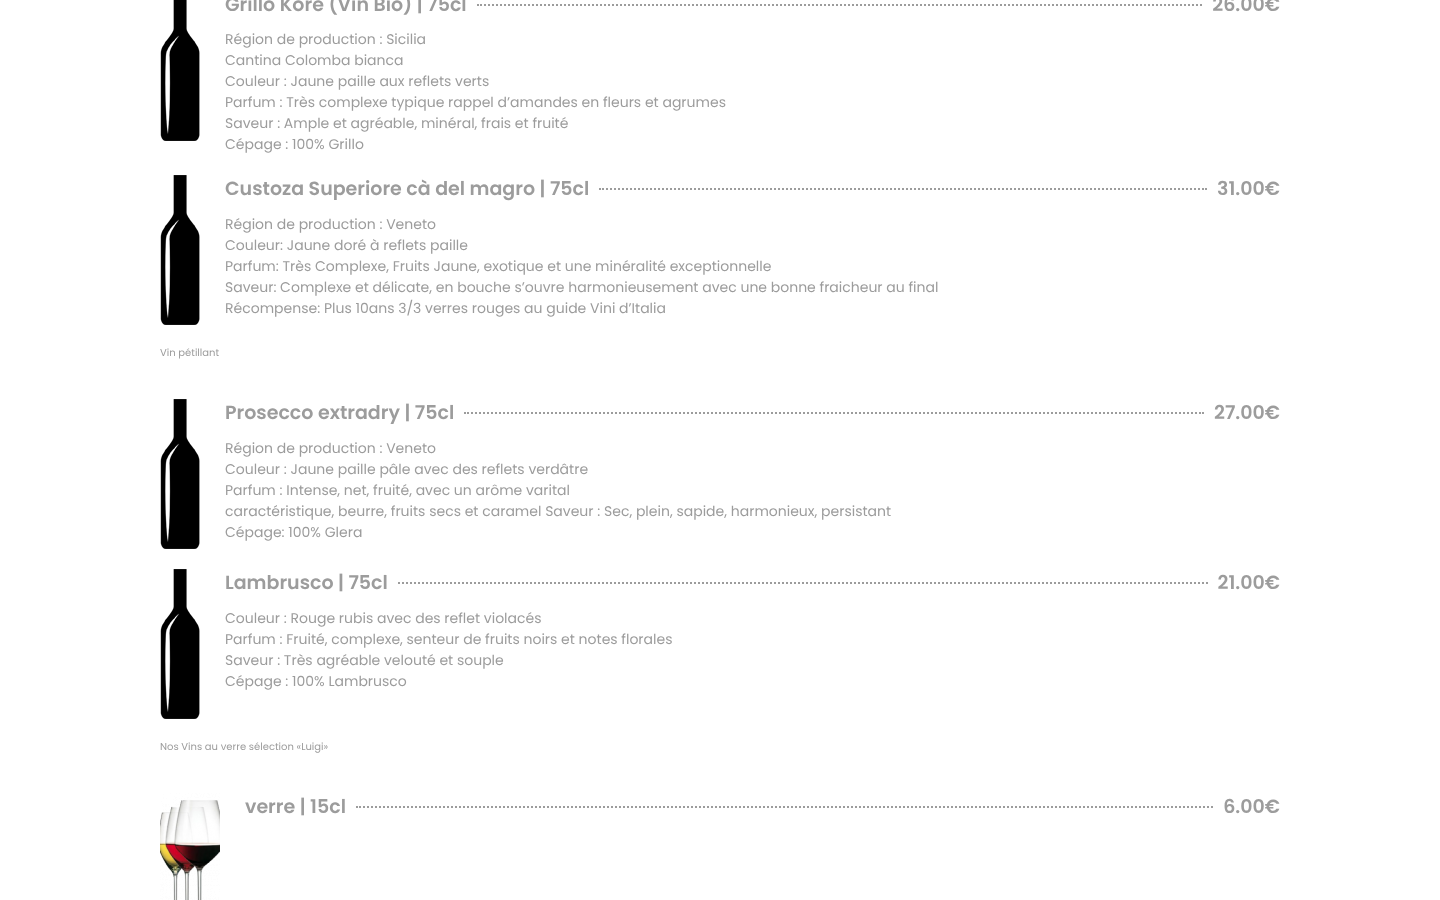 Grillo Kore (Vin Bio) | 75cl 26.00€
Région de production : Sicilia
Cantina Colomba bianca
Couleur : Jaune paille aux reflets verts
Parfum : Très complexe typique rappel d’amandes en fleurs et agrumes
Saveur : Ample et agréable, minéral, frais et fruité
Cépage : 100% Grillo
Custoza Superiore cà del magro | 75cl 31.00€
Région de production : Veneto
Couleur: Jaune doré à reflets paille
Parfum: Très Complexe, Fruits Jaune, exotique et une minéralité exceptionnelle
Saveur: Complexe et délicate, en bouche s’ouvre harmonieusement avec une bonne fraicheur au final
Récompense: Plus 10ans 3/3 verres rouges au guide Vini d’Italia
Vin pétillant
Prosecco extradry | 75cl 27.00€
Région de production : Veneto
Couleur : Jaune paille pâle avec des reflets verdâtre
Parfum : Intense, net, fruité, avec un arôme varital
caractéristique, beurre, fruits secs et caramel Saveur : Sec, plein, sapide, harmonieux, persistant
Cépage: 100% Glera
Lambrusco | 75cl 21.00€
Couleur : Rouge rubis avec des reflet violacés
Parfum : Fruité, complexe, senteur de fruits noirs et notes florales
Saveur : Très agréable velouté et souple
Cépage : 100% Lambrusco
Nos Vins au verre sélection «Luigi»
verre | 15cl 6.00€